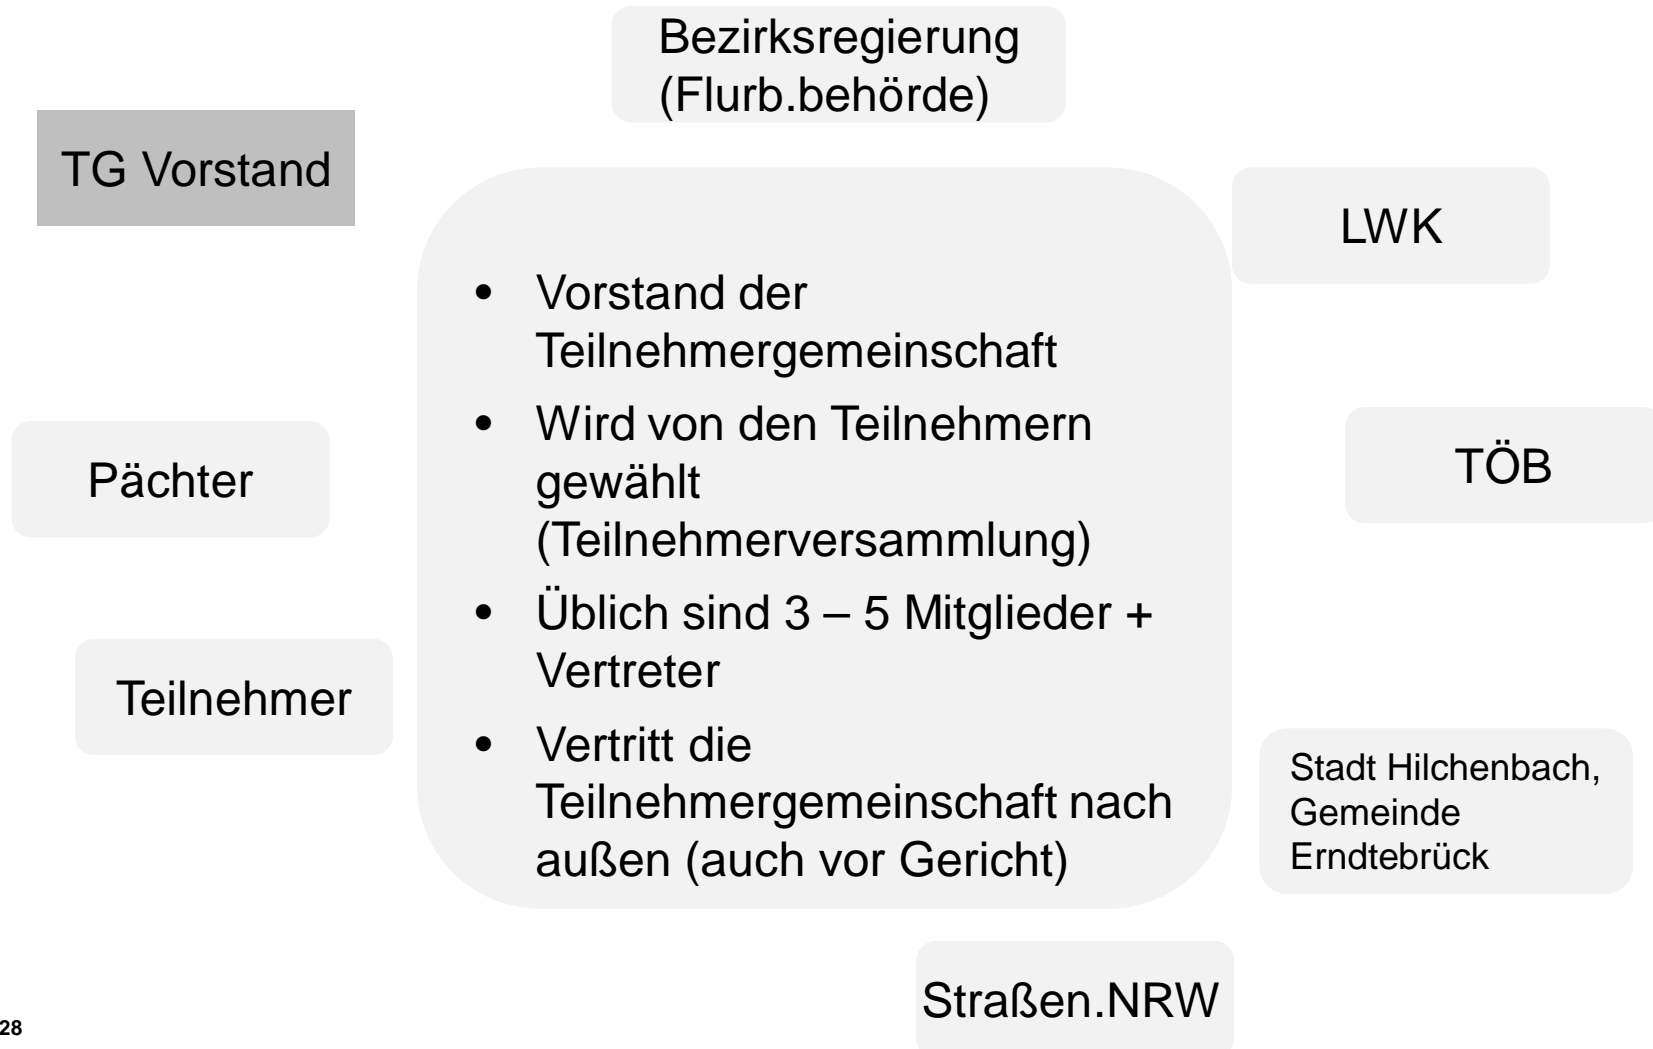 Bezirksregierung
(Flurb.behörde)
TG Vorstand
LWK
• Vorstand der
Teilnehmergemeinschaft
• Wird von den Teilnehmern
gewählt
(Teilnehmerversammlung)
• Üblich sind 3 – 5 Mitglieder +
Vertreter
• Vertritt die
Teilnehmergemeinschaft nach
außen (auch vor Gericht)
Pächter
TÖB
Teilnehmer
Stadt Hilchenbach,
Gemeinde
Erndtebrück
Straßen.NRW
28